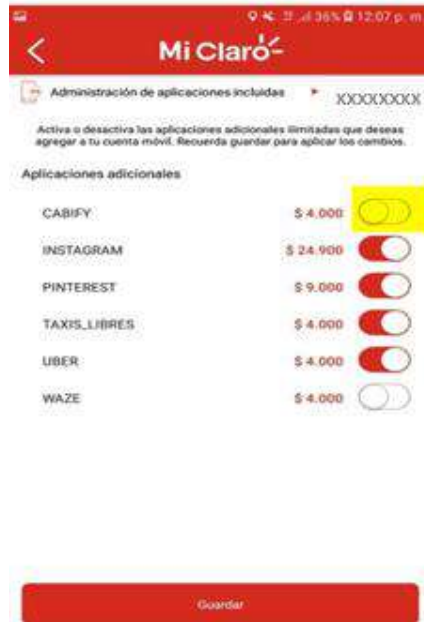 36% 12:07 p. m
Mi Claro
Administración de aplicaciones incluidas XXXXXXXX
Activa o desactiva las aplicaciones adicionales ilimitadas que deseas
agregar a tu cuenta móvil. Recuerda guardar para aplicar los cambios.
Aplicaciones adicionales
CABIFY $ 4.000
INSTAGRAM $ 24.900
PINTEREST $ 9.000
TAXIS_LIBRES $ 4.000
UBER $ 4.000
WAZE $ 4.000
Guardar